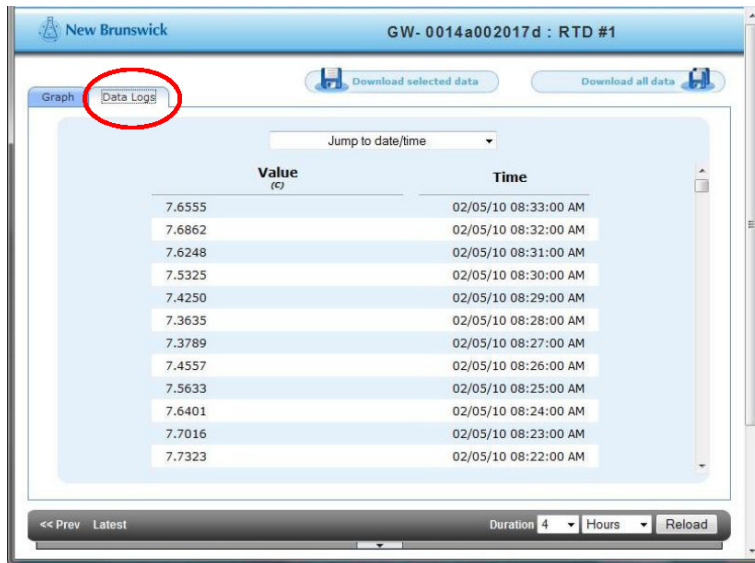 New Brunswick
GW- 0014a002017d : RTD #1
Download selected data
Download all data
Graph
Data Logs
Jump to date/time
Value
(C)
Time
7.6555 02/05/10 08:33:00 AM
7.6862 02/05/10 08:32:00 AM
7.6248 02/05/10 08:31:00 AM
7.5325 02/05/10 08:30:00 AM
7.4250 02/05/10 08:29:00 AM
7.3635 02/05/10 08:28:00 AM
7.3789 02/05/10 08:27:00 AM
7.4557 02/05/10 08:26:00 AM
7.5633 02/05/10 08:25:00 AM
7.6401 02/05/10 08:24:00 AM
7.7016 02/05/10 08:23:00 AM
7.7323 02/05/10 08:22:00 AM
<< Prev Latest Duration 4 Hours Reload